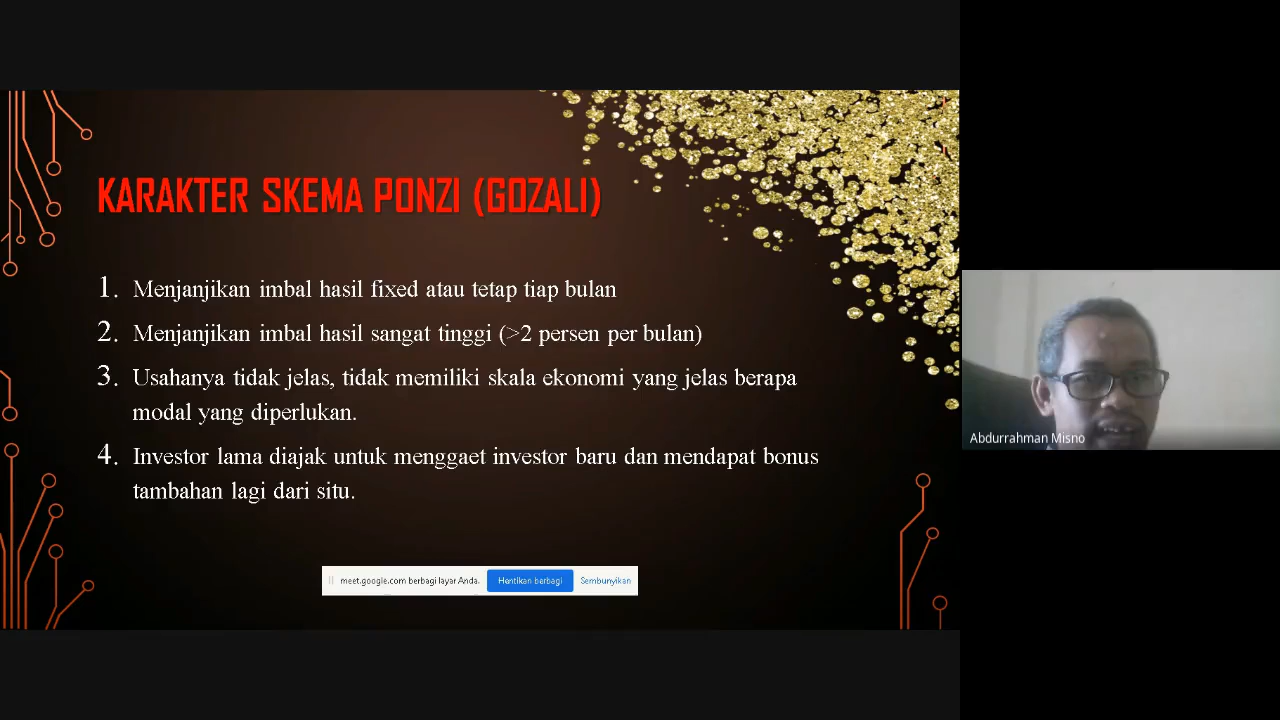 KARAKTER SKEMA PONZI (GOZALI)
1. Menjanjikan imbal hasil fixed atau tetap tiap bulan
2. Menjanjikan imbal hasil sangat tinggi (>2 persen per bulan)
3. Usahanya tidak jelas, tidak memiliki skala ekonomi yang jelas berapa
modal yang diperlukan.
4. Investor lama diajak untuk menggaet investor baru dan mendapat bonus
tambahan lagi dari situ.
meet.google.com berbagi layar Anda. Hentikan berbagi Sembunyikan
Abdurrahman Misno